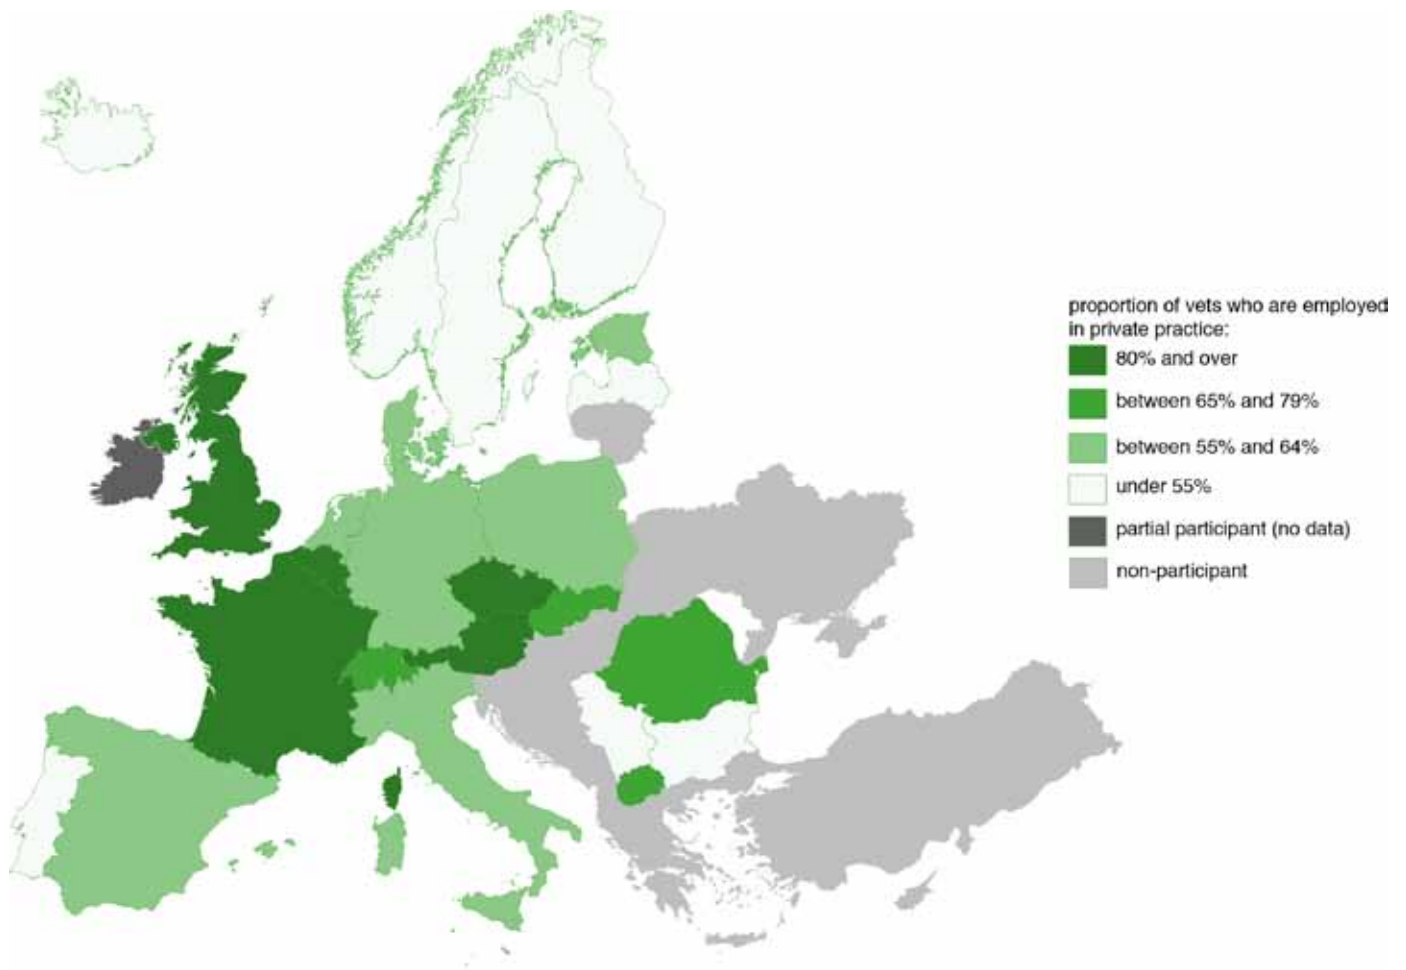 proportion of vets who are employed
in private practice:
80% and over
between 65% and 79%
between 55% and 64%
under 55%
partial participant (no data)
non-participant